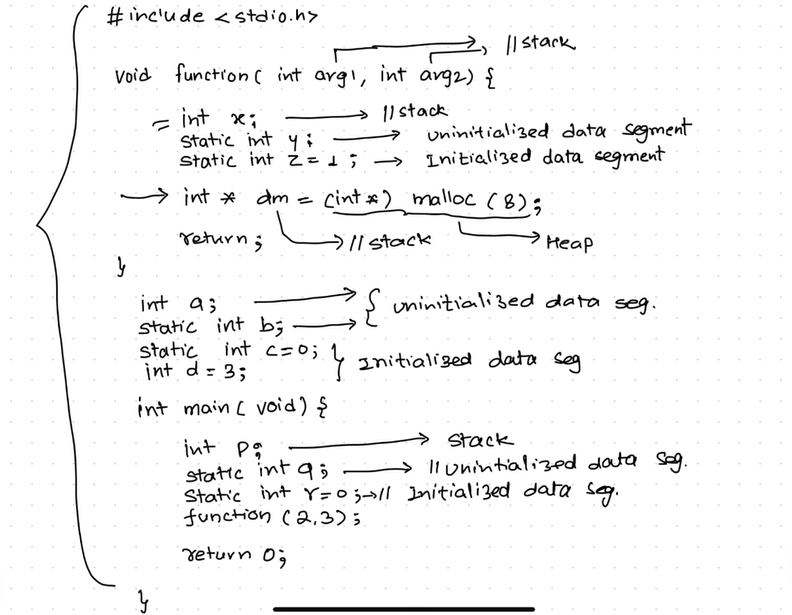 #include <stdio.h>
// stack
void function( int arg1, int arg2) {
= int x; → // stack
static int y; → uninitialized data segment
static int z=1; → Initialized data segment
→ int * dm = (int*) malloc (8);
return; → // stack → Heap
}
int a; → { uninitialized data seg.
static int b; →
static int c=0; } Initialized data seg
int d = 3;
int main( void) {
int p; → stack
static int q; → // unintialized data seg.
static int r=0; →// Initialized data seg.
function (2,3);
return 0;
}